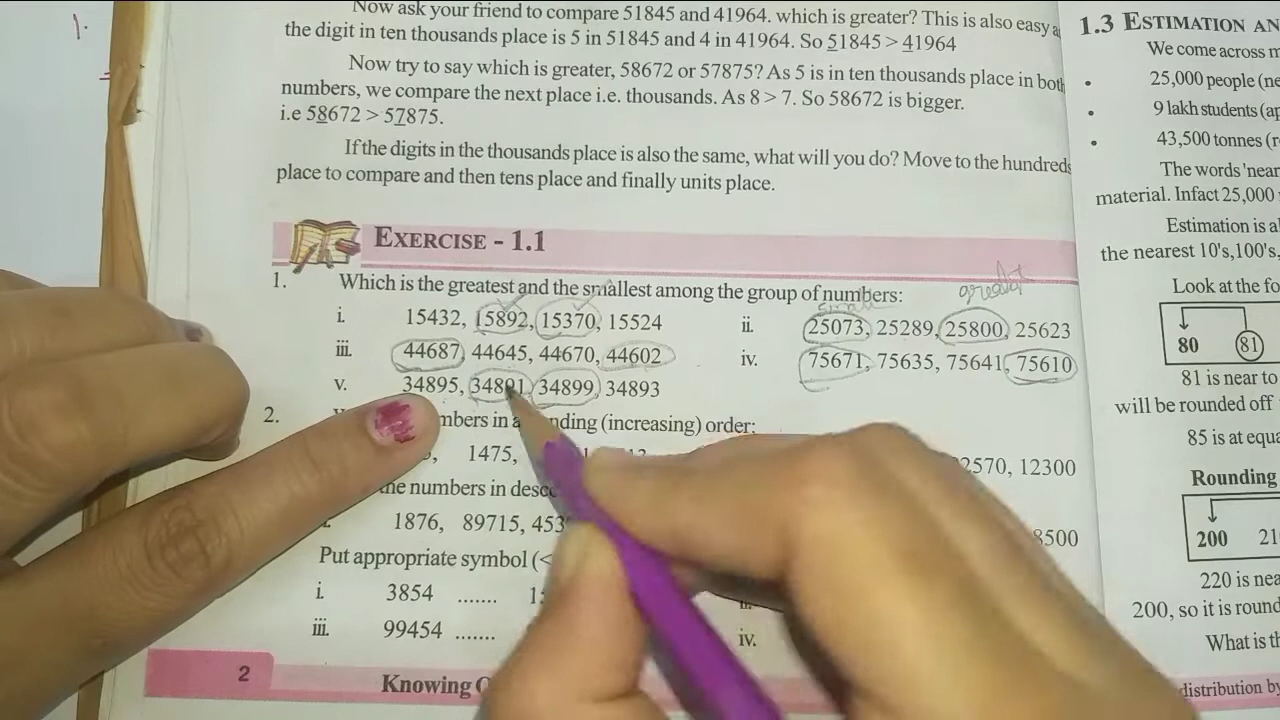 Now ask your friend to compare 51845 and 41964. which is greater? This is also easy a
the digit in ten thousands place is 5 in 51845 and 4 in 41964. So 51845 > 41964
Now try to say which is greater, 58672 or 57875? As 5 is in ten thousands place in both
numbers, we compare the next place i.e. thousands. As 8 > 7. So 58672 is bigger.
i.e 58672 > 57875.
If the digits in the thousands place is also the same, what will you do? Move to the hundreds
place to compare and then tens place and finally units place.
EXERCISE - 1.1
1. Which is the greatest and the smallest among the group of numbers:
i. 15432, 15892, 15370, 15524 ii. 25073, 25289, 25800, 25623
iii. 44687, 44645, 44670, 44602 iv. 75671, 75635, 75641, 75610
v. 34895, 34891, 34899, 34893
2. mbers in a nding (increasing) order:
1475, 2570, 12300
he numbers in desc
1876, 89715, 453 8500
Put appropriate symbol (<
i. 3854 .......
iii. 99454 ....... iv.
2 Knowing
1.3 ESTIMATION AN
We come across n
• 25,000 people (ne
• 9 lakh students (ap
• 43,500 tonnes (r
The words 'near
material. Infact 25,000
Estimation is a
the nearest 10's,100's,
Look at the fo
80 81
81 is near to
will be rounded off
85 is at equa
Rounding
200 21
220 is nea
200, so it is round
What is th
distribution by